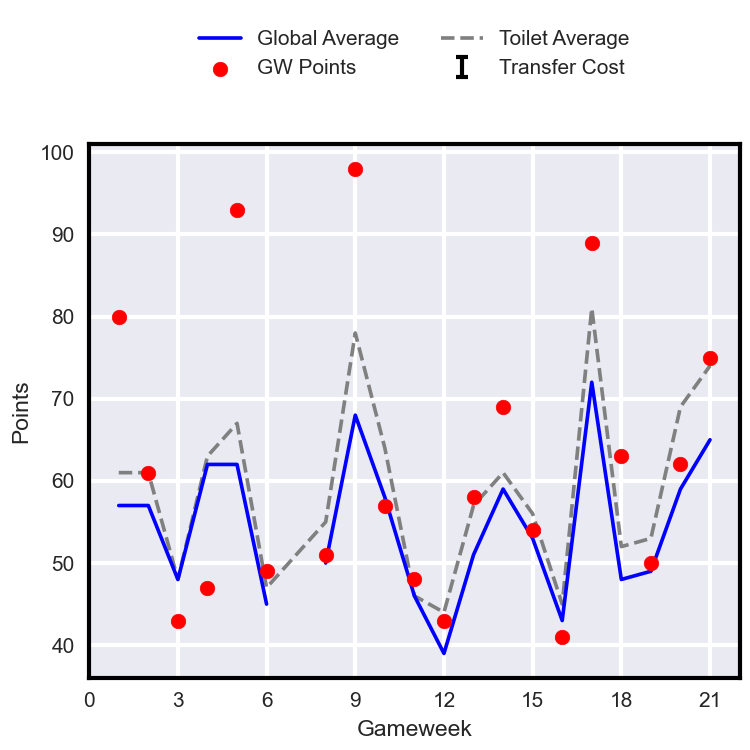 Global Average
Toilet Average
GW Points
Transfer Cost
100
90
80
70
60
50
40
Points
0 3 6 9 12 15 18 21
Gameweek